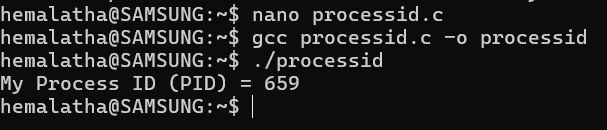 hemalatha@SAMSUNG:~$ nano processid.c
hemalatha@SAMSUNG:~$ gcc processid.c -o processid
hemalatha@SAMSUNG:~$ ./processid
My Process ID (PID) = 659
hemalatha@SAMSUNG:~$